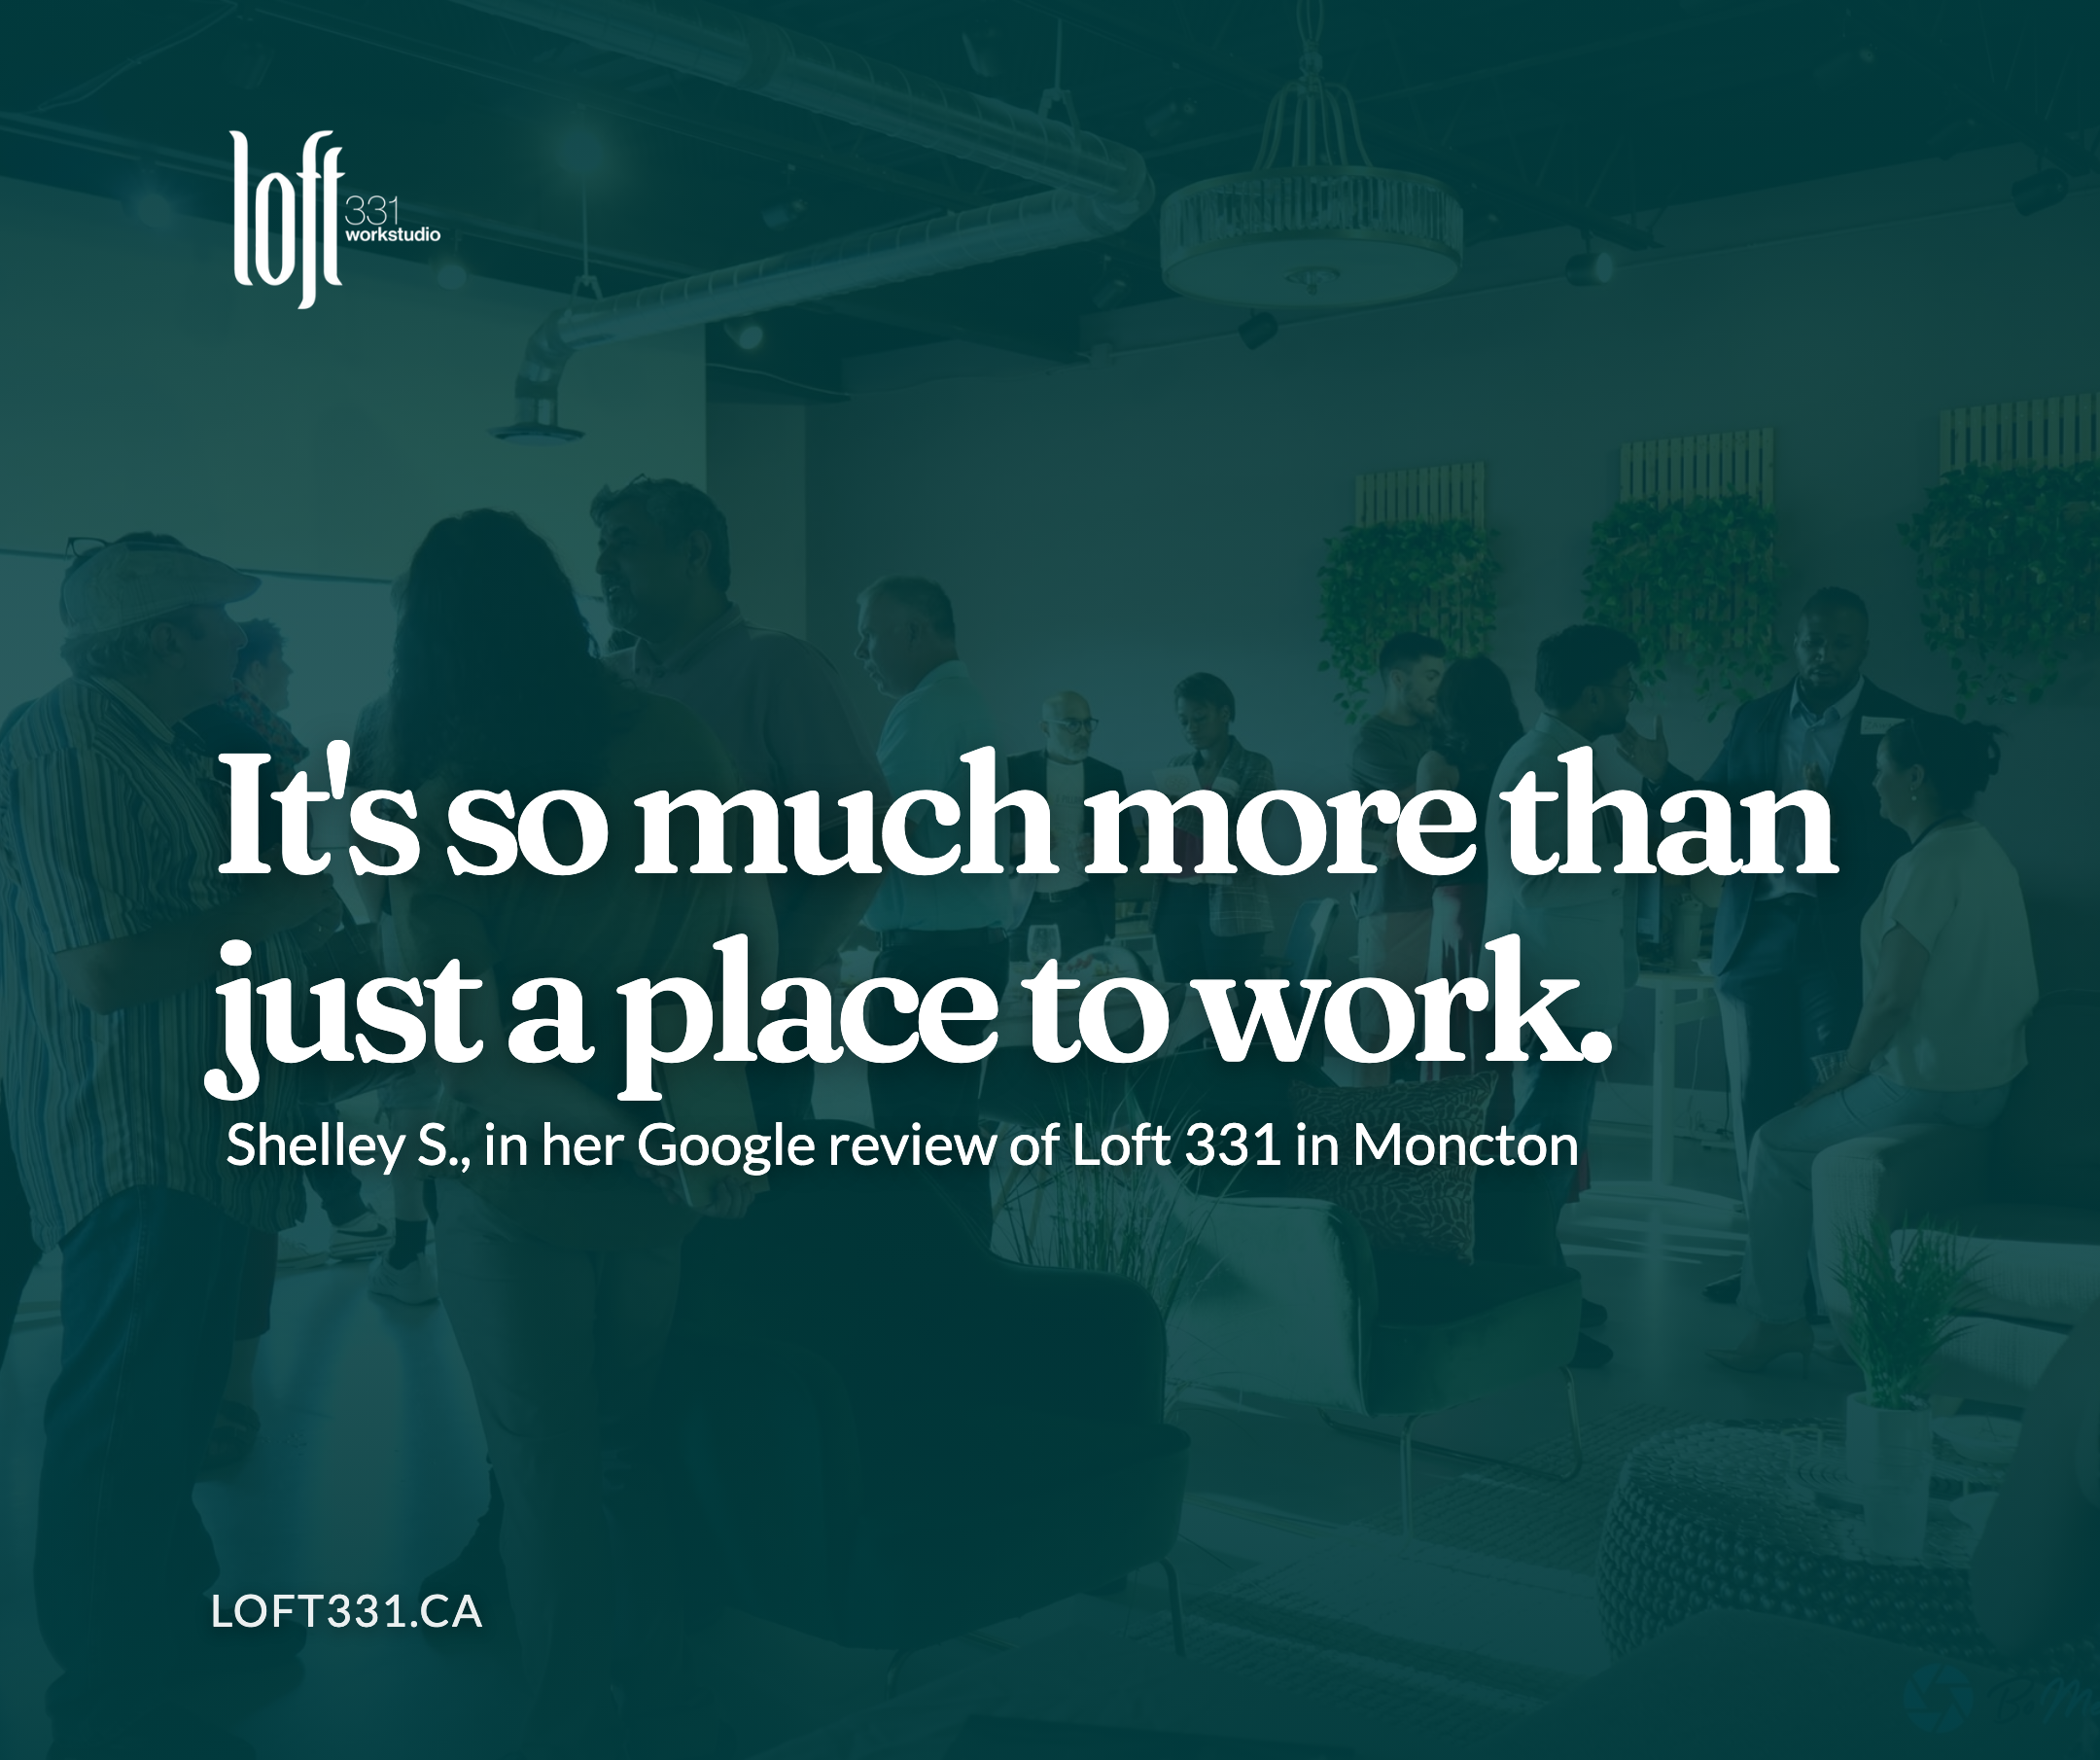 loft
331
workstudio
It's so much more than
just a place to work.
Shelley S., in her Google review of Loft 331 in Moncton
LOFT331.CA